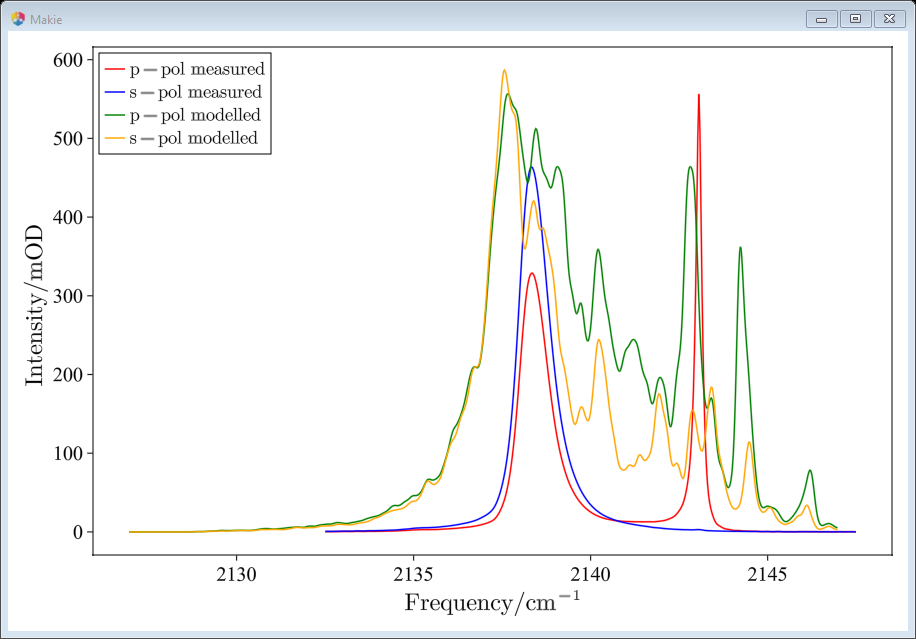 Makie
600
500
400
300
200
100
0
Intensity/mOD
p − pol measured
s − pol measured
p − pol modelled
s − pol modelled
2130 2135 2140 2145
Frequency/cm⁻¹